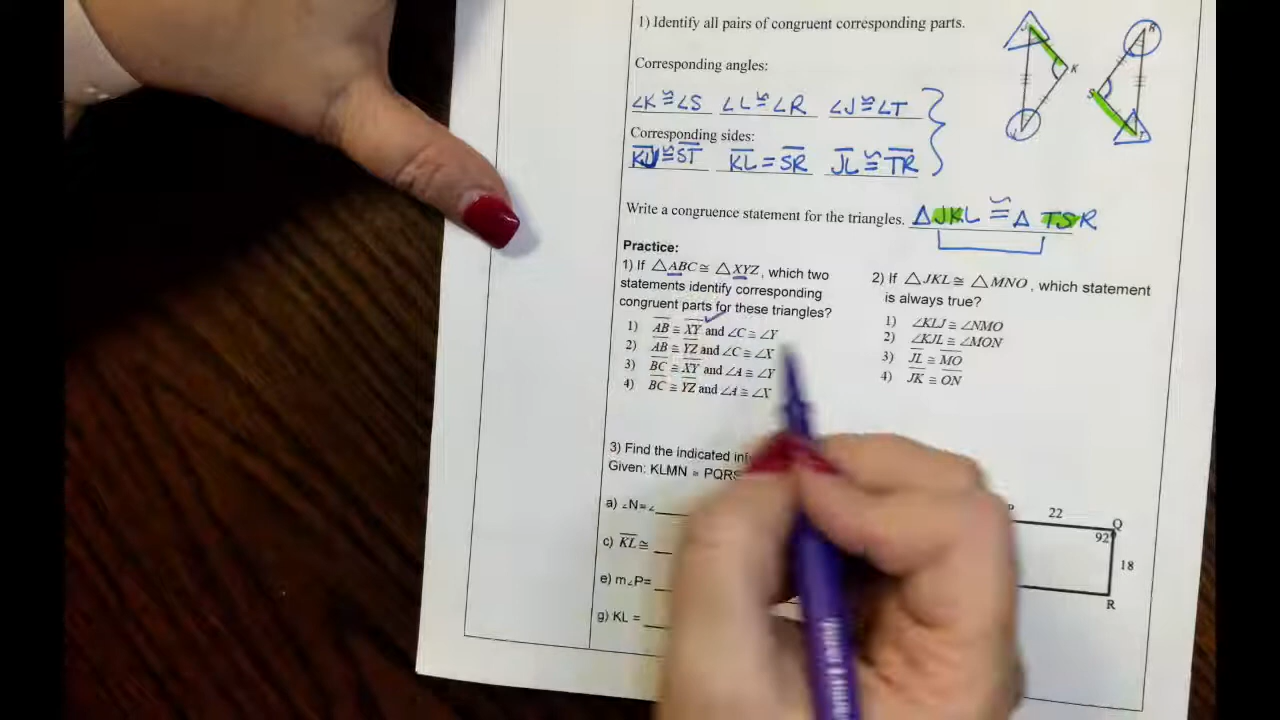 1) Identify all pairs of congruent corresponding parts.
J
K
R
S
T
Corresponding angles:
∠K ≅ ∠S ∠L ≅ ∠R ∠J ≅ ∠T
Corresponding sides:
KJ ≅ ST KL = SR JL ≅ TR
Write a congruence statement for the triangles. △JKL ≅ △TSR
Practice:
1) If △ABC ≅ △XYZ, which two
statements identify corresponding
congruent parts for these triangles?
1) AB ≅ XY and ∠C ≅ ∠Y
2) AB ≅ YZ and ∠C ≅ ∠X
3) BC ≅ XY and ∠A ≅ ∠Y
4) BC ≅ YZ and ∠A ≅ ∠X
2) If △JKL ≅ △MNO, which statement
is always true?
1) ∠KLJ ≅ ∠NMO
2) ∠KJL ≅ ∠MON
3) JL ≅ MO
4) JK ≅ ON
3) Find the indicated
Given: KLMN ≅ PQRS
a) ∠N≅∠
c) KL ≅
e) m∠P=
g) KL =
22
Q
92
18
R